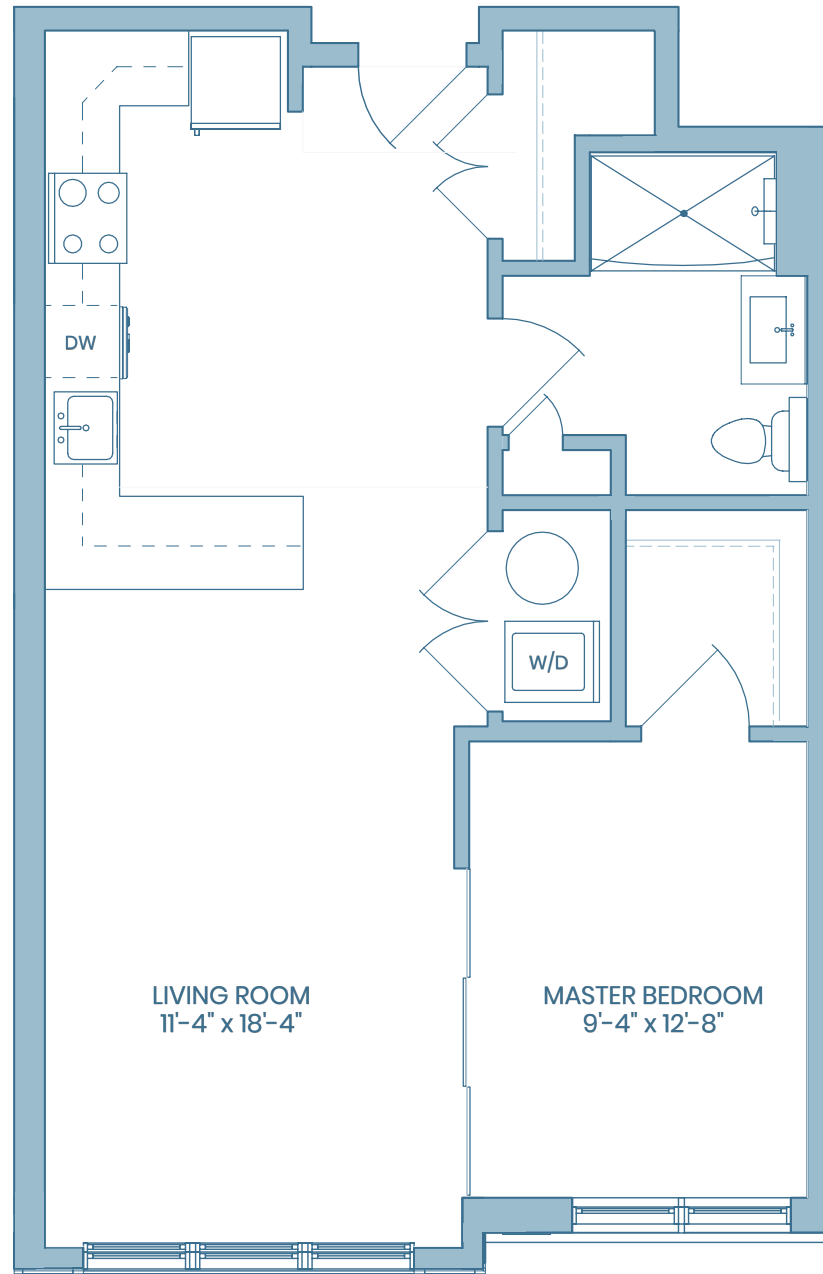 DW
W/D
LIVING ROOM
11'-4" x 18'-4"
MASTER BEDROOM
9'-4" x 12'-8"